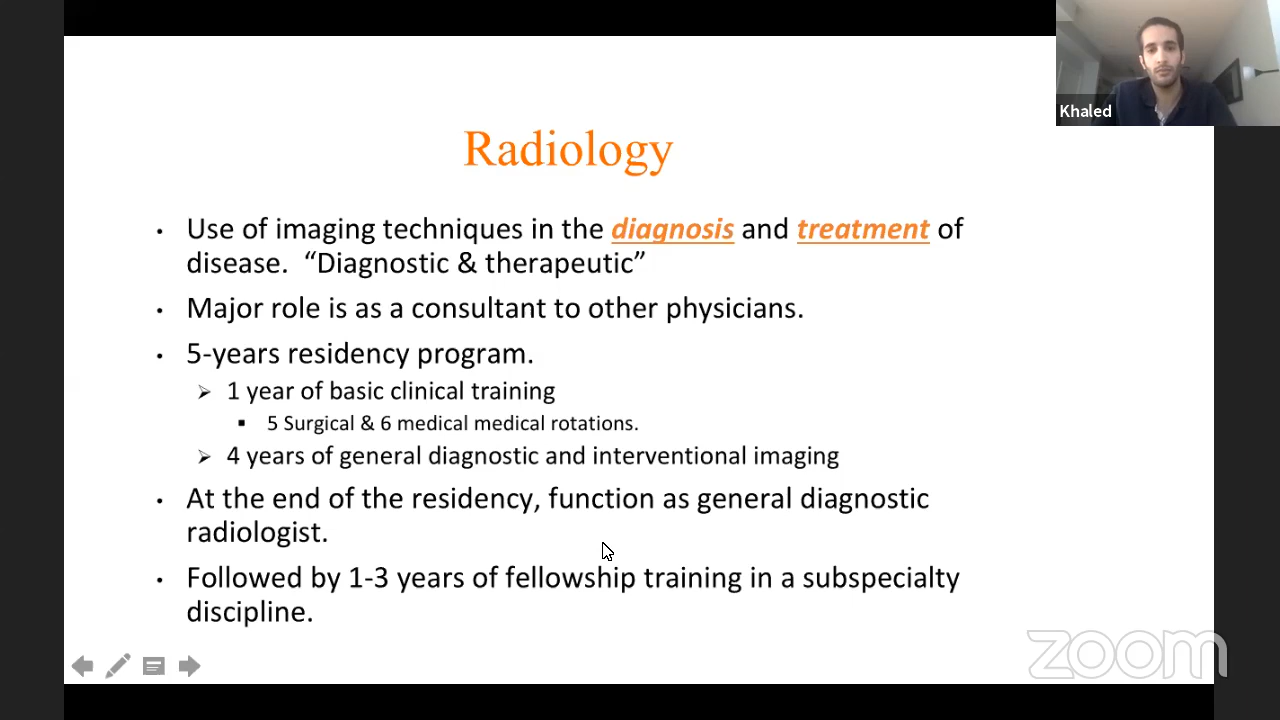 Khaled
Radiology
• Use of imaging techniques in the diagnosis and treatment of
disease. “Diagnostic & therapeutic”
• Major role is as a consultant to other physicians.
• 5-years residency program.
➢ 1 year of basic clinical training
▪ 5 Surgical & 6 medical medical rotations.
➢ 4 years of general diagnostic and interventional imaging
• At the end of the residency, function as general diagnostic
radiologist.
• Followed by 1-3 years of fellowship training in a subspecialty
discipline.
zoom